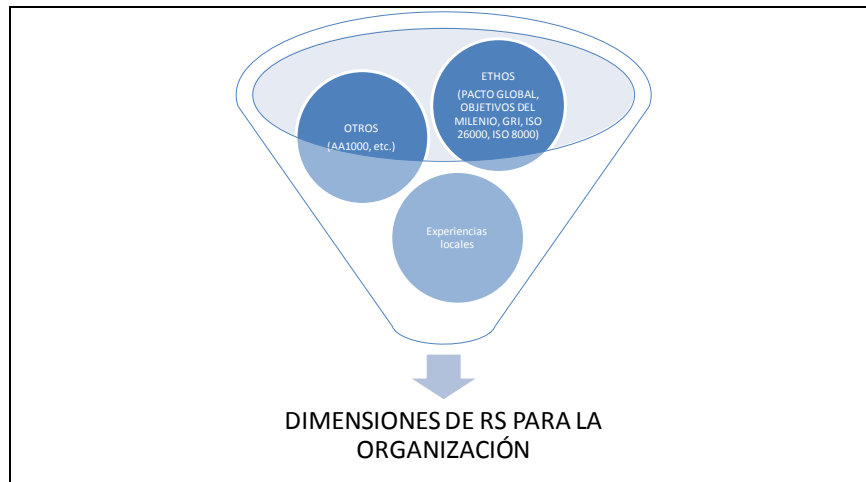 ETHOS
(PACTO GLOBAL,
OBJETIVOS DEL
MILENIO, GRI, ISO
26000, ISO 8000)
OTROS
(AA1000, etc.)
Experiencias
locales
DIMENSIONES DE RS PARA LA
ORGANIZACIÓN